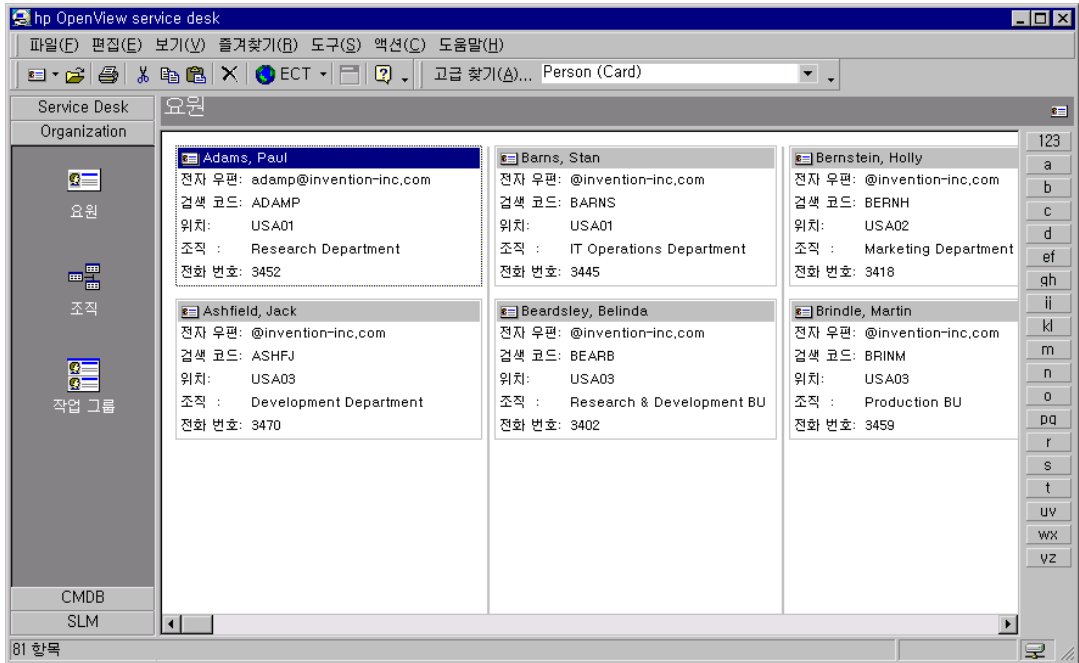 hp OpenView service desk
파일(F) 편집(E) 보기(V) 즐겨찾기(R) 도구(S) 액션(C) 도움말(H)
ECT 고급 찾기(A)... Person (Card)
Service Desk
Organization
요원
조직
작업 그룹
CMDB
SLM
요원
Adams, Paul
전자 우편: adamp@invention-inc.com
검색 코드: ADAMP
위치: USA01
조직 : Research Department
전화 번호: 3452
Ashfield, Jack
전자 우편: @invention-inc.com
검색 코드: ASHFJ
위치: USA03
조직 : Development Department
전화 번호: 3470
Barns, Stan
전자 우편: @invention-inc.com
검색 코드: BARNS
위치: USA01
조직 : IT Operations Department
전화 번호: 3445
Beardsley, Belinda
전자 우편: @invention-inc.com
검색 코드: BEARB
위치: USA03
조직 : Research & Development BU
전화 번호: 3402
Bernstein, Holly
전자 우편: @invention-inc.com
검색 코드: BERNH
위치: USA02
조직 : Marketing Department
전화 번호: 3418
Brindle, Martin
전자 우편: @invention-inc.com
검색 코드: BRINM
위치: USA03
조직 : Production BU
전화 번호: 3459
123
a
b
c
d
ef
gh
ij
kl
m
n
o
pq
r
s
t
uv
wx
yz
81 항목